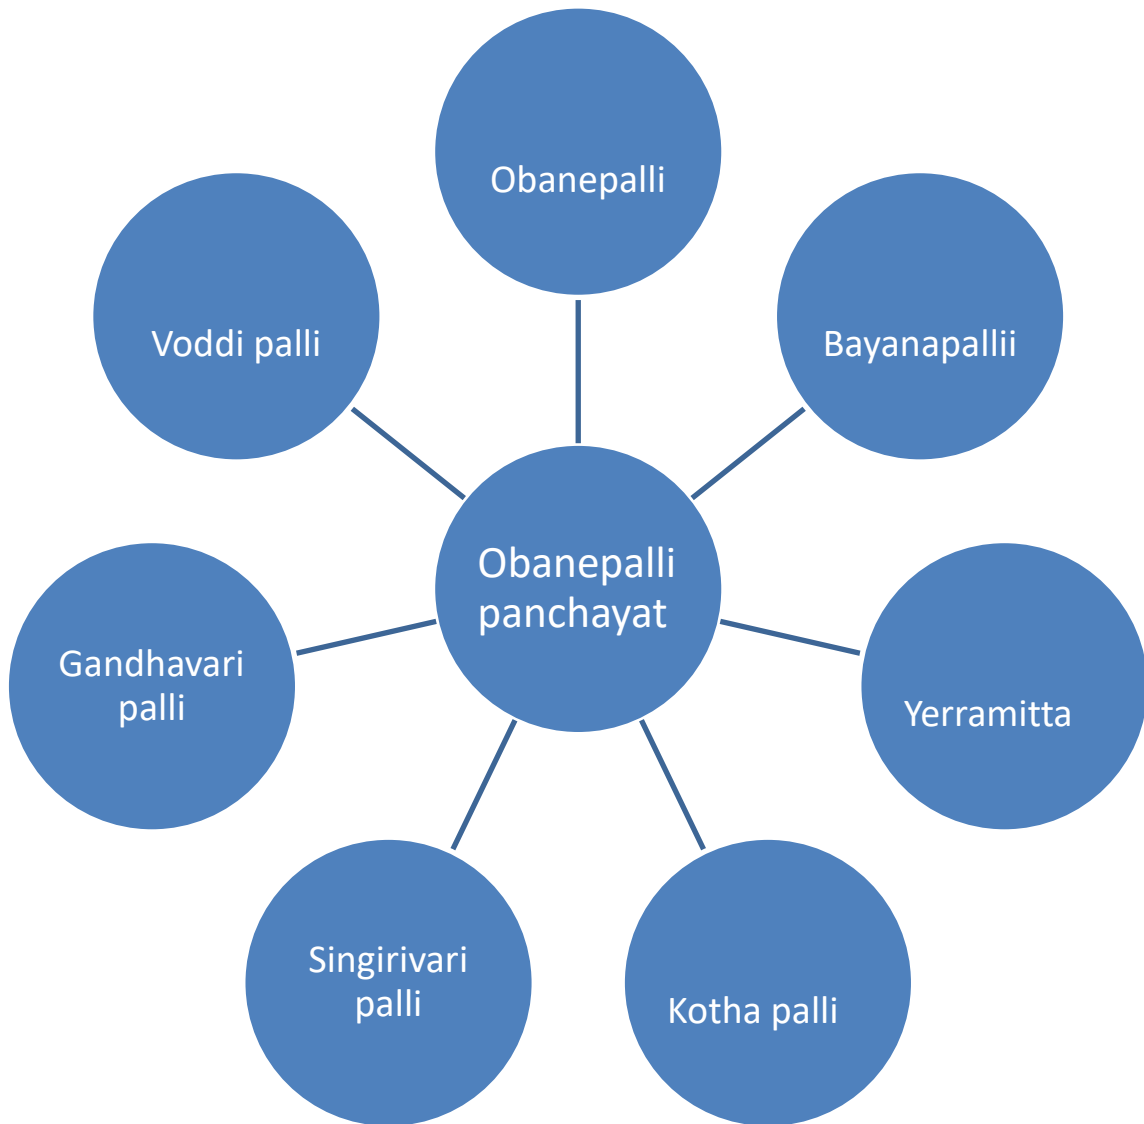 Obanepalli
Voddi palli
Bayanapallii
Obanepalli
panchayat
Gandhavari
palli
Yerramitta
Singirivari
palli
Kotha palli